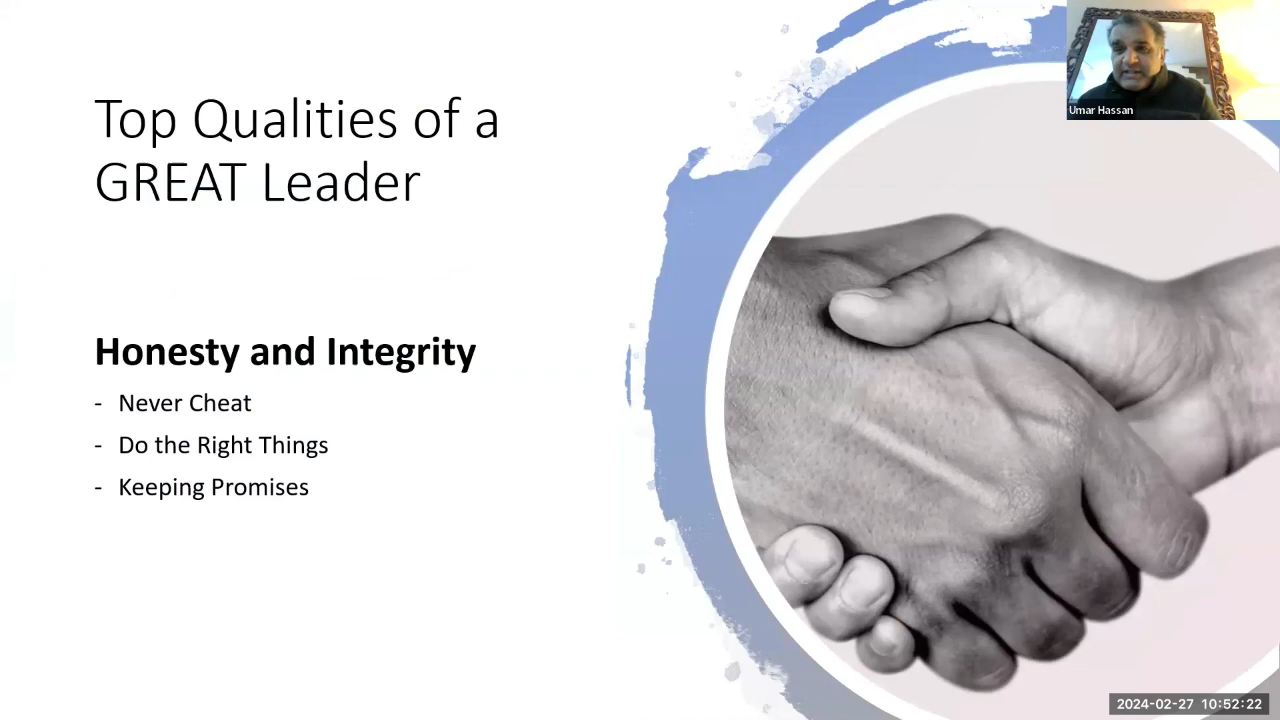 Top Qualities of a
GREAT Leader
Honesty and Integrity
- Never Cheat
- Do the Right Things
- Keeping Promises
Umar Hassan
2024-02-27 10:52:22